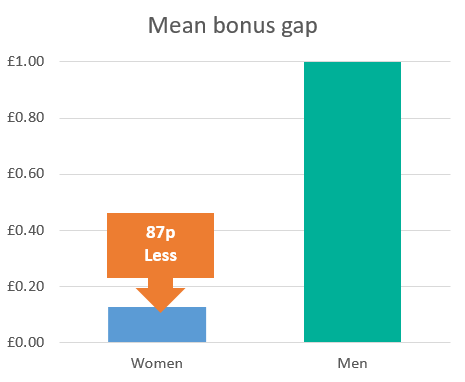 Mean bonus gap
£1.00
£0.80
£0.60
£0.40
£0.20
£0.00
87p
Less
Women
Men